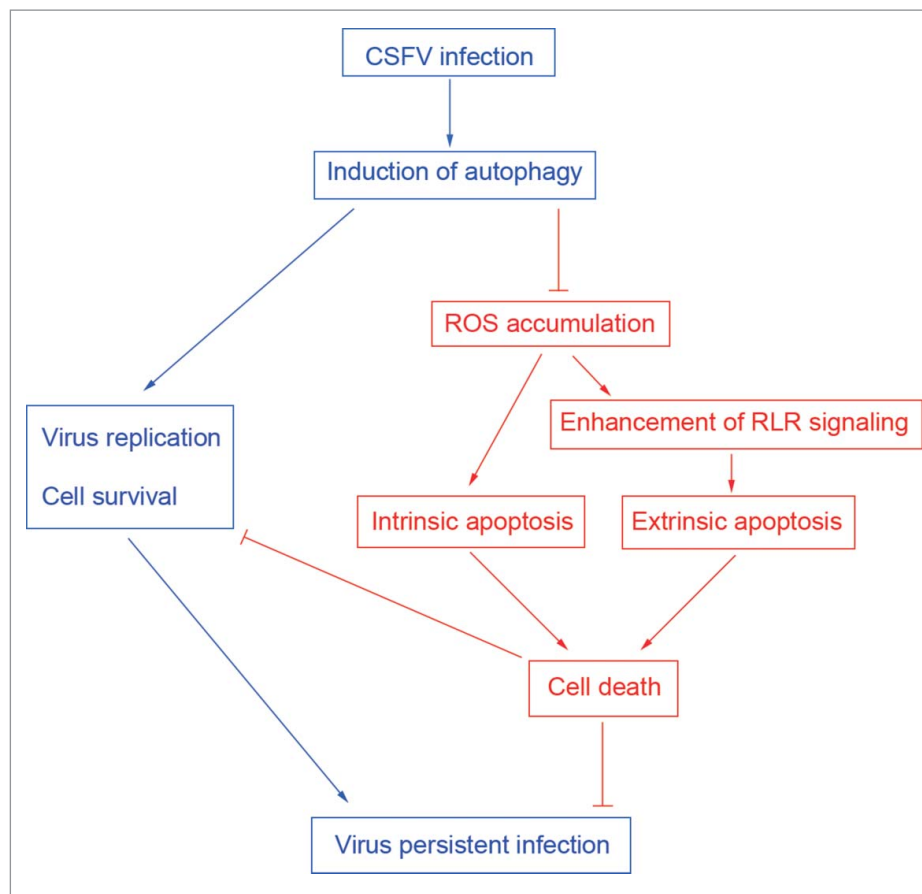 CSFV infection
Induction of autophagy
ROS accumulation
Enhancement of RLR signaling
Virus replication
Cell survival
Intrinsic apoptosis
Extrinsic apoptosis
Cell death
Virus persistent infection